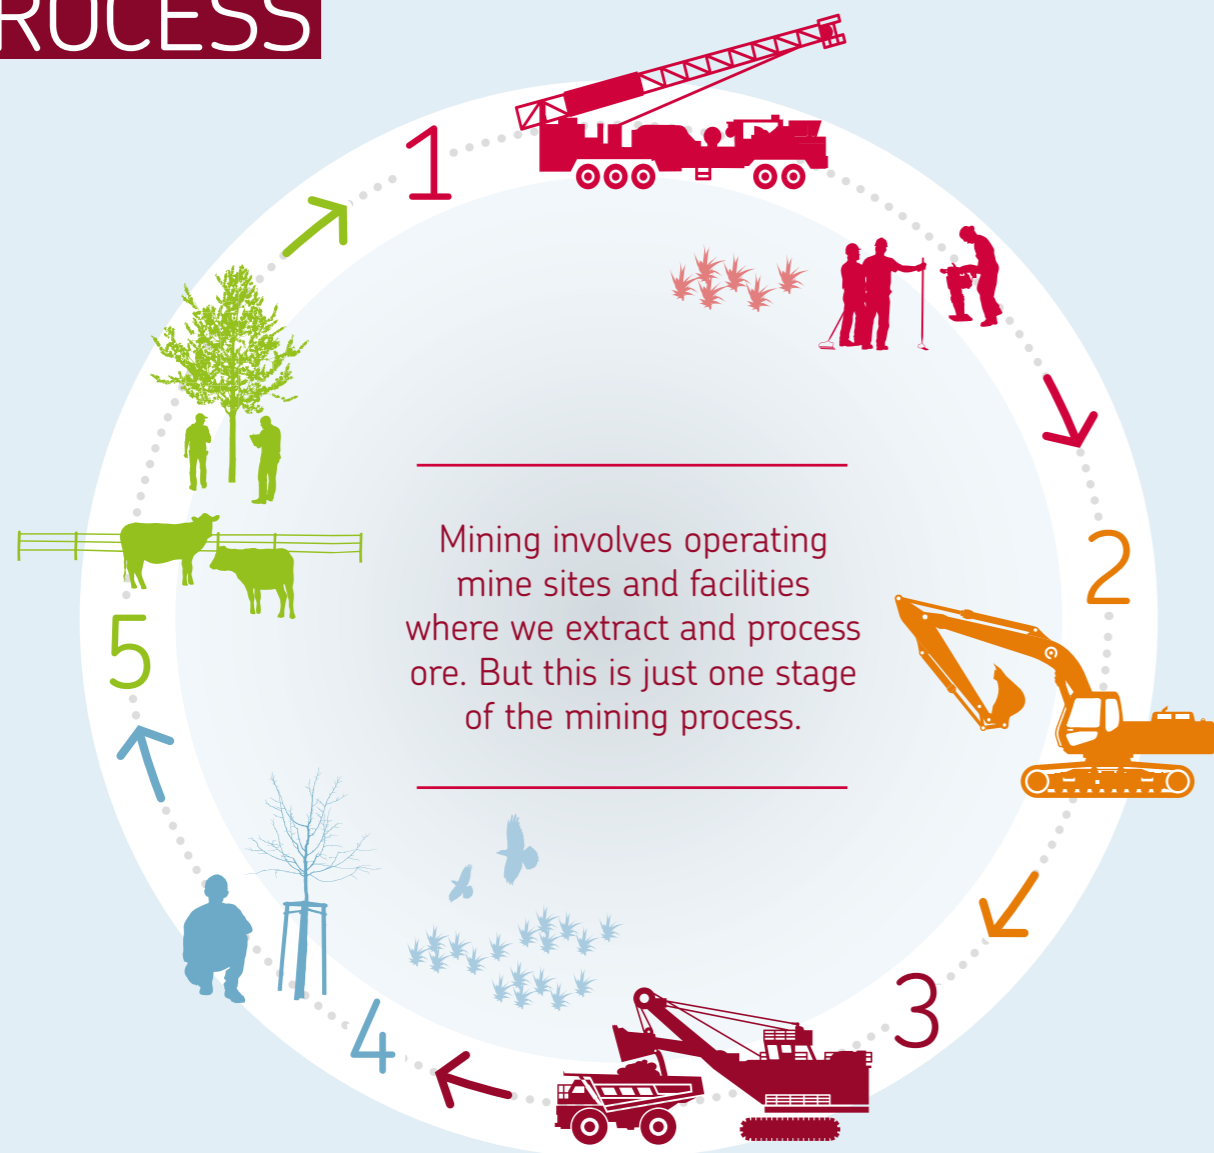 ROCESS
1
2
Mining involves operating
mine sites and facilities
where we extract and process
ore. But this is just one stage
of the mining process.
5
3
4